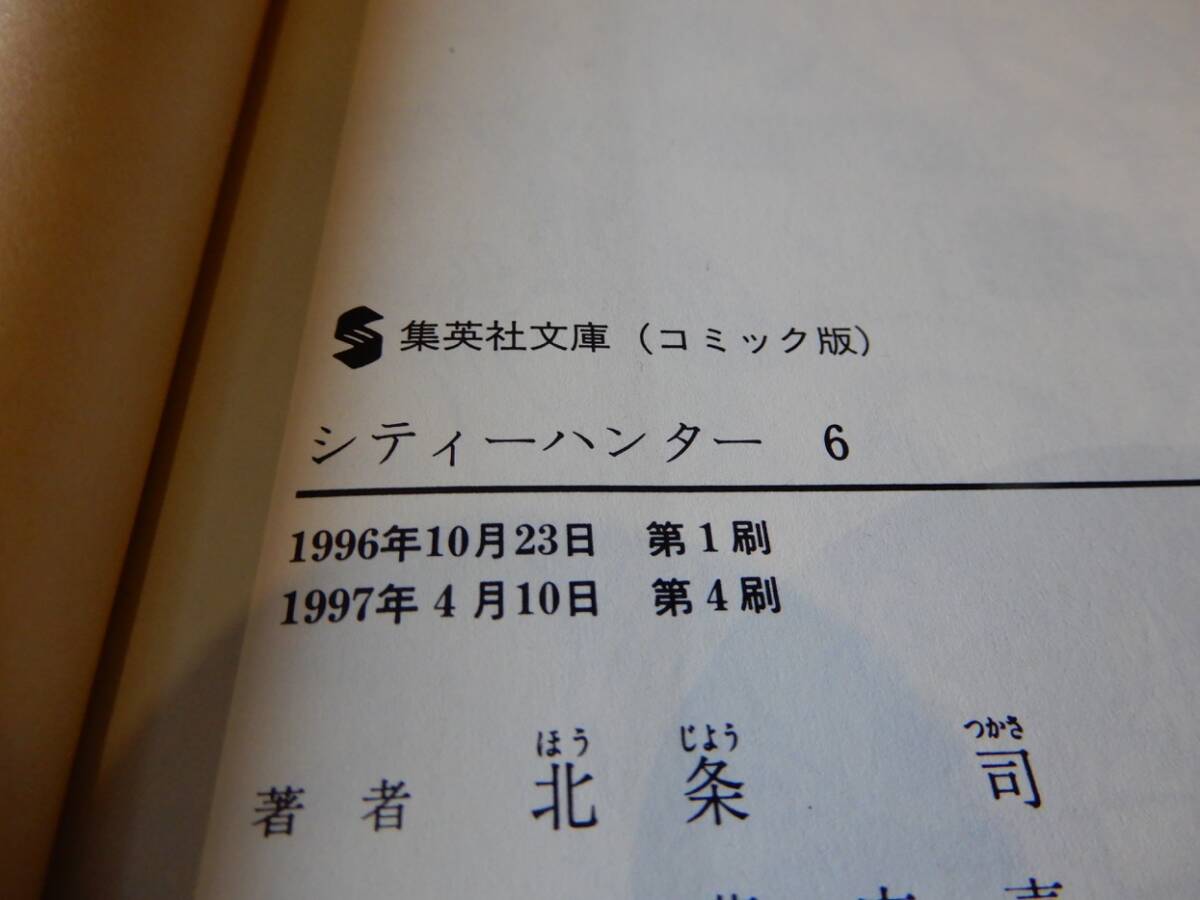 集英社文庫(コミック版)
シティーハンター 6
1996年10月23日 第1刷
1997年4月10日 第4刷
ほう じよう つかさ
著者 北条 司